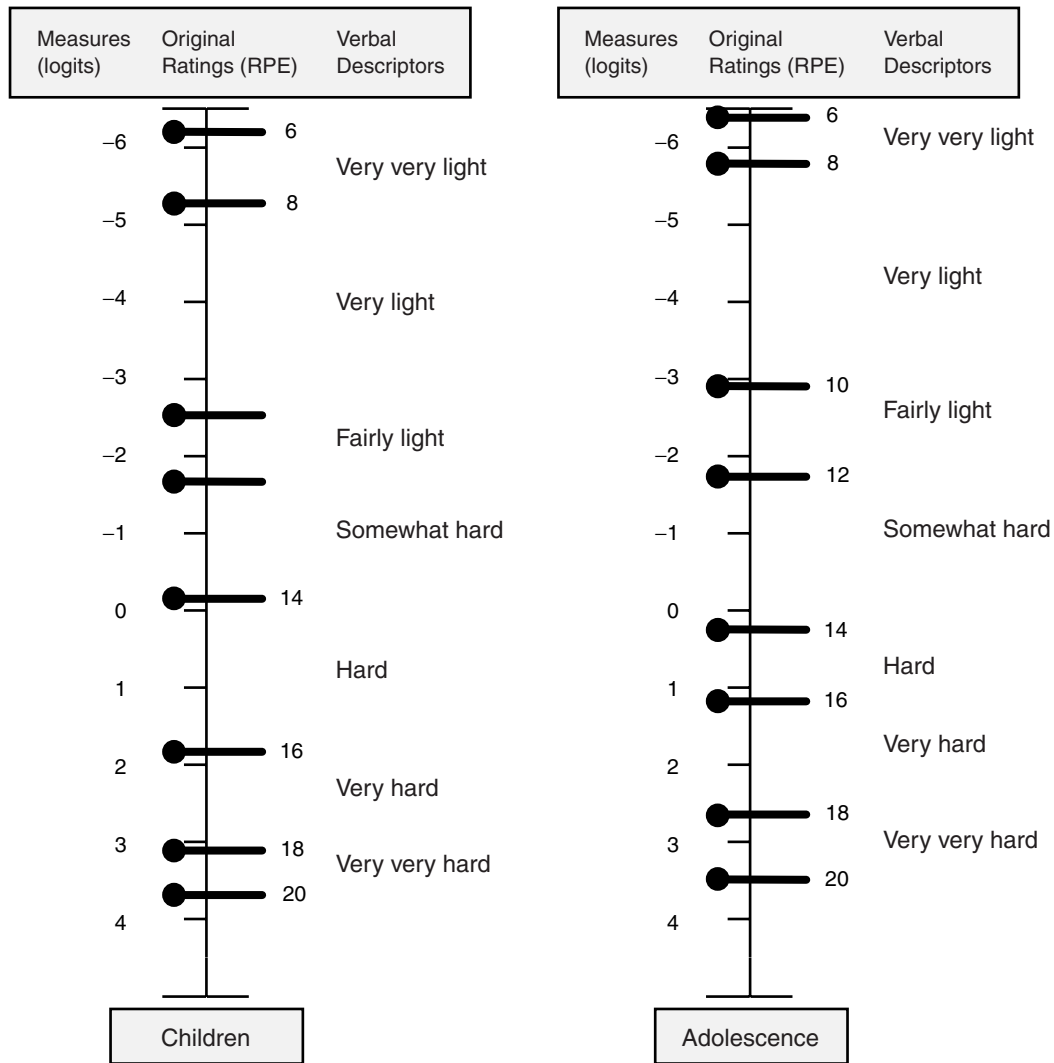 Measures Original Verbal
(logits) Ratings (RPE) Descriptors
–6 6
Very very light
8
–5
–4 Very light
–3
Fairly light
–2
–1 Somewhat hard
0 14
1 Hard
16
2
Very hard
3 18
Very very hard
20
4
Children
Measures Original Verbal
(logits) Ratings (RPE) Descriptors
6
–6 Very very light
8
–5
Very light
–4
–3 10
Fairly light
–2
12
–1 Somewhat hard
0
14
Hard
1
16
Very hard
2
18
3 Very very hard
20
4
Adolescence